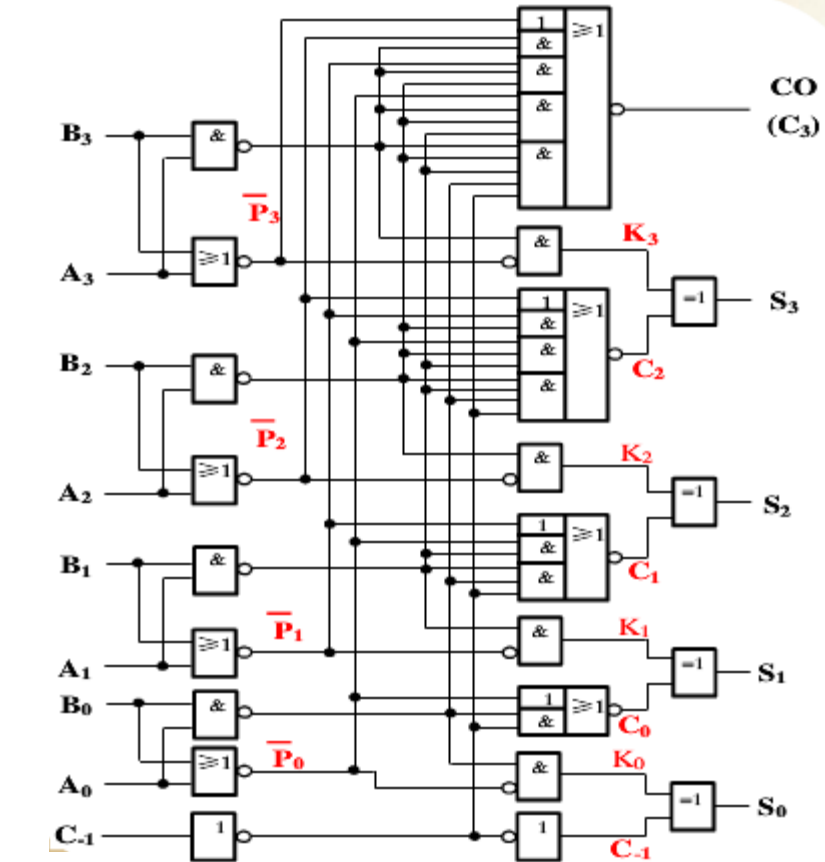 1 ≥1
&
&
CO
& (C₃)
B₃ &
&
P̅₃
& K₃
≥1
A₃ =1 S₃
1 ≥1
&
B₂ & &
C₂
&
P̅₂
& K₂
≥1
A₂ =1 S₂
1 ≥1
B₁ & &
& C₁
P̅₁ & K₁
≥1
A₁ =1 S₁
B₀ & 1 ≥1
& C₀
≥1 P̅₀ & K₀
A₀ =1 S₀
C₋₁ 1 1
C₋₁